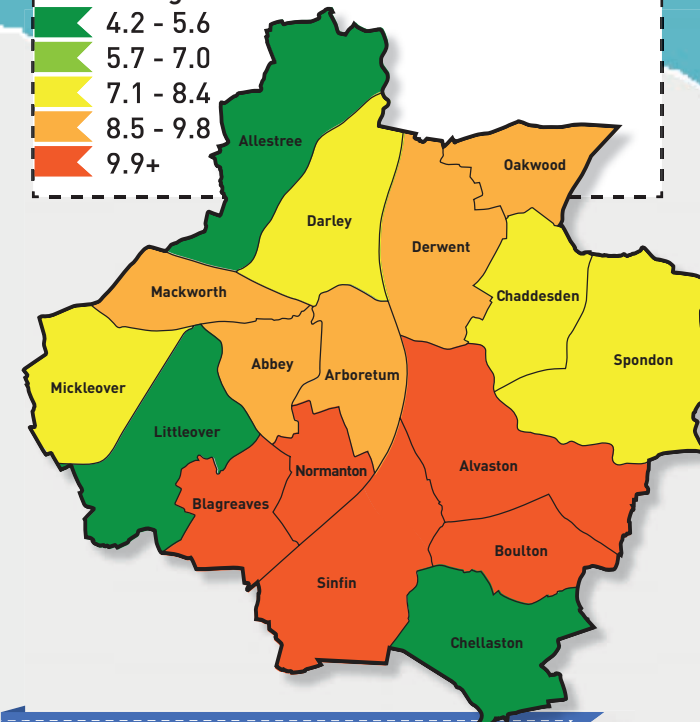 4.2 - 5.6
5.7 - 7.0
7.1 - 8.4
8.5 - 9.8
9.9+
Allestree
Oakwood
Darley
Derwent
Mackworth
Chaddesden
Spondon
Abbey
Arboretum
Mickleover
Littleover
Normanton
Alvaston
Blagreaves
Boulton
Sinfin
Chellaston